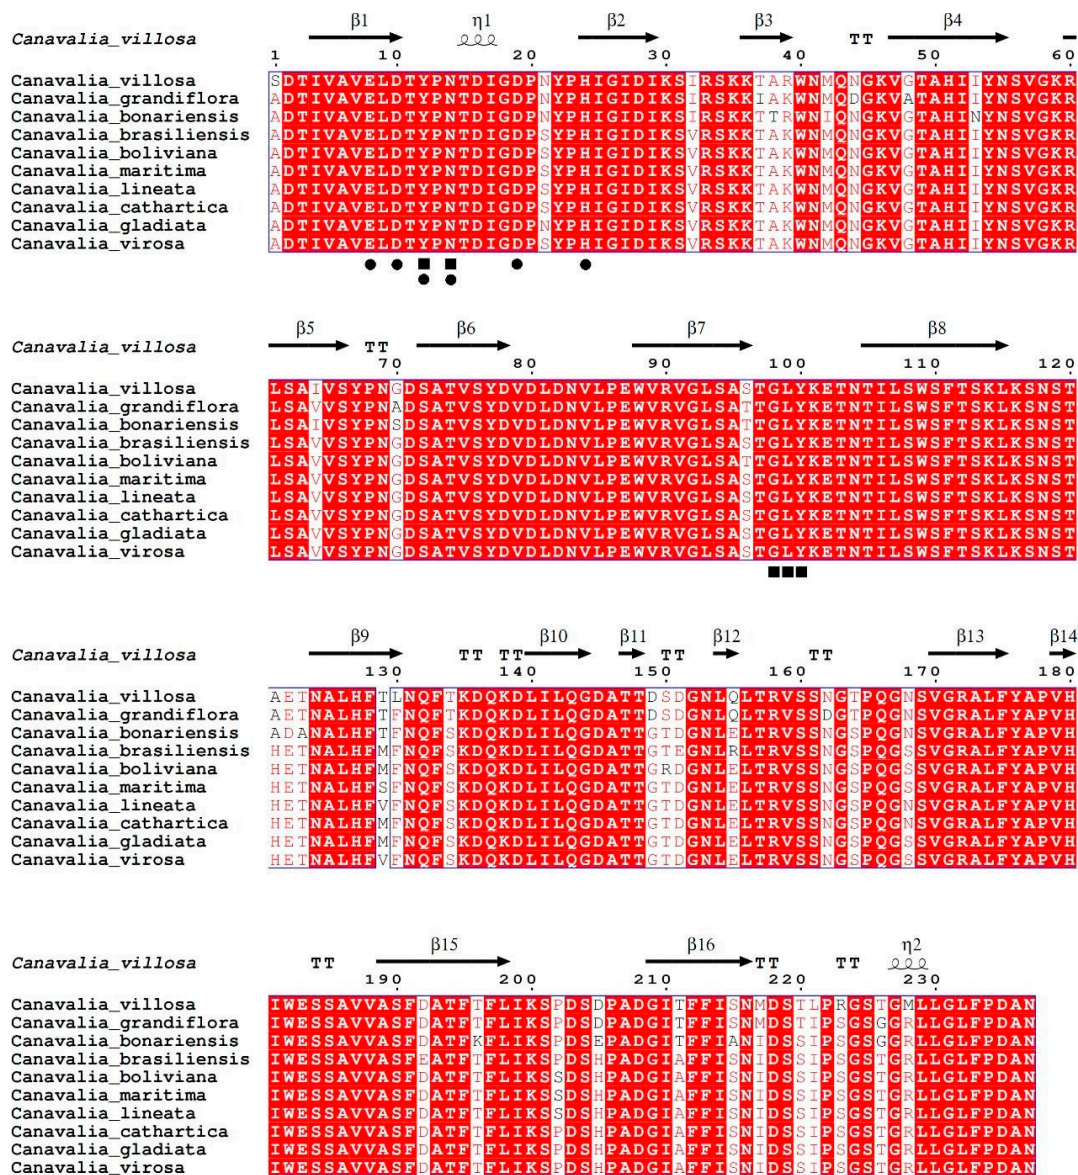 β1 η1 β2 β3 β4
Canavalia_villosa TT
1 10 20 30 40 50 60
Canavalia_villosa SDTIVAVELDTYPNTDIGDPNYPHIGIDIKSIRSKKTARWNMQNGKVGTAHIIYNSVGKR
Canavalia_grandiflora ADTIVAVELDTYPNTDIGDPNYPHIGIDIKSIRSKKIAKWNMQDGKVATAHIIYNSVGKR
Canavalia_bonariensis ADTIVAVELDTYPNTDIGDPNYPHIGIDIKSIRSKKTTRWNIQNGKVGTAHINYNSVGKR
Canavalia_brasiliensis ADTIVAVELDTYPNTDIGDPSYPHIGIDIKSVRSKKTAKWNMQNGKVGTAHIIYNSVGKR
Canavalia_boliviana ADTIVAVELDTYPNTDIGDPSYPHIGIDIKSVRSKKTAKWNMQNGKVGTAHIIYNSVGKR
Canavalia_maritima ADTIVAVELDTYPNTDIGDPSYPHIGIDIKSVRSKKTAKWNMQNGKVGTAHIIYNSVGKR
Canavalia_lineata ADTIVAVELDTYPNTDIGDPSYPHIGIDIKSVRSKKTAKWNMQNGKVGTAHIIYNSVGKR
Canavalia_cathartica ADTIVAVELDTYPNTDIGDPSYPHIGIDIKSVRSKKTAKWNMQNGKVGTAHIIYNSVGKR
Canavalia_gladiata ADTIVAVELDTYPNTDIGDPSYPHIGIDIKSVRSKKTAKWNMQNGKVGTAHIIYNSVGKR
Canavalia_virosa ADTIVAVELDTYPNTDIGDPSYPHIGIDIKSVRSKKTAKWNMQNGKVGTAHIIYNSVGKR
β5 β6 β7 β8
Canavalia_villosa TT
70 80 90 100 110 120
Canavalia_villosa LSAIVSYPNGDSATVSYDVDLDNVLPEWVRVGLSASTGLYKETNTILSWSFTSKLKSNST
Canavalia_grandiflora LSAVVSYPNADSATVSYDVDLDNVLPEWVRVGLSATTGLYKETNTILSWSFTSKLKSNST
Canavalia_bonariensis LSAIVSYPNSDSATVSYDVDLDNVLPEWVRVGLSATTGLYKETNTILSWSFTSKLKSNST
Canavalia_brasiliensis LSAVVSYPNGDSATVSYDVDLDNVLPEWVRVGLSASTGLYKETNTILSWSFTSKLKSNST
Canavalia_boliviana LSAVVSYPNGDSATVSYDVDLDNVLPEWVRVGLSATTGLYKETNTILSWSFTSKLKSNST
Canavalia_maritima LSAVVSYPNGDSATVSYDVDLDNVLPEWVRVGLSASTGLYKETNTILSWSFTSKLKSNST
Canavalia_lineata LSAVVSYPNGDSATVSYDVDLDNVLPEWVRVGLSASTGLYKETNTILSWSFTSKLKSNST
Canavalia_cathartica LSAVVSYPNGDSATVSYDVDLDNVLPEWVRVGLSASTGLYKETNTILSWSFTSKLKSNST
Canavalia_gladiata LSAVVSYPNGDSATVSYDVDLDNVLPEWVRVGLSASTGLYKETNTILSWSFTSKLKSNST
Canavalia_virosa LSAVVSYPNGDSATVSYDVDLDNVLPEWVRVGLSASTGLYKETNTILSWSFTSKLKSNST
β9 β10 β11 β12 β13 β14
Canavalia_villosa TT TT TT TT
130 140 150 160 170 180
Canavalia_villosa AETNALHFTLNQFTKDQKDLILQGDATTDSDGNLQLTRVSSNGTPQGNSVGRALFYAPVH
Canavalia_grandiflora AETNALHFTFNQFTKDQKDLILQGDATTDSDGNLQLTRVSSDGTPQGNSVGRALFYAPVH
Canavalia_bonariensis ADANALHFTFNQFSKDQKDLILQGDATTGTDGNLELTRVSSNGSPQGNSVGRALFYAPVH
Canavalia_brasiliensis HETNALHFMFNQFSKDQKDLILQGDATTGTEGNLRLTRVSSNGSPQGSSVGRALFYAPVH
Canavalia_boliviana HETNALHFMFNQFSKDQKDLILQGDATTGRDGNLELTRVSSNGSPQGSSVGRALFYAPVH
Canavalia_maritima HETNALHFSFNQFSKDQKDLILQGDATTGTDGNLELTRVSSNGSPQGNSVGRALFYAPVH
Canavalia_lineata HETNALHFVFNQFSKDQKDLILQGDATTGTDGNLELTRVSSNGSPQGNSVGRALFYAPVH
Canavalia_cathartica HETNALHFMFNQFSKDQKDLILQGDATTGTDGNLELTRVSSNGSPQGNSVGRALFYAPVH
Canavalia_gladiata HETNALHFMFNQFSKDQKDLILQGDATTGTDGNLELTRVSSNGSPQGSSVGRALFYAPVH
Canavalia_virosa HETNALHFVFNQFSKDQKDLILQGDATTGTDGNLELTRVSSNGSPQGSSVGRALFYAPVH
β15 β16 η2
Canavalia_villosa TT TT TT
190 200 210 220 230
Canavalia_villosa IWESSAVVASFDATFTFLIKSPDSDPADGITFFISNMDSTLPRGSTGMLLGLFPDAN
Canavalia_grandiflora IWESSAVVASFDATFTFLIKSPDSDPADGITFFISNMDSTIPSGSGGRLLGLFPDAN
Canavalia_bonariensis IWESSAVVASFDATFKFLIKSPDSEPADGITFFIANIDSSIPSGSGGRLLGLFPDAN
Canavalia_brasiliensis IWESSAVVASFEATFTFLIKSPDSHPADGIAFFISNIDSSIPSGSTGRLLGLFPDAN
Canavalia_boliviana IWESSAVVASFDATFTFLIKSSDSHPADGIAFFISNIDSSIPSGSTGRLLGLFPDAN
Canavalia_maritima IWESSAVVASFDATFTFLIKSSDSHPADGIAFFISNIDSSIPSGSTGRLLGLFPDAN
Canavalia_lineata IWESSAVVASFDATFTFLIKSSDSHPADGIAFFISNIDSSIPSGSTGRLLGLFPDAN
Canavalia_cathartica IWESSAVVASFDATFTFLIKSPDSHPADGIAFFISNIDSSIPSGSTGRLLGLFPDAN
Canavalia_gladiata IWESSAVVASFDATFTFLIKSPDSHPADGIAFFISNIDSSIPSGSTGRLLGLFPDAN
Canavalia_virosa IWESSAVVASFDATFTFLIKSPDSHPADGIAFFISNIDSSIPSGSTGRLLGLFPDAN